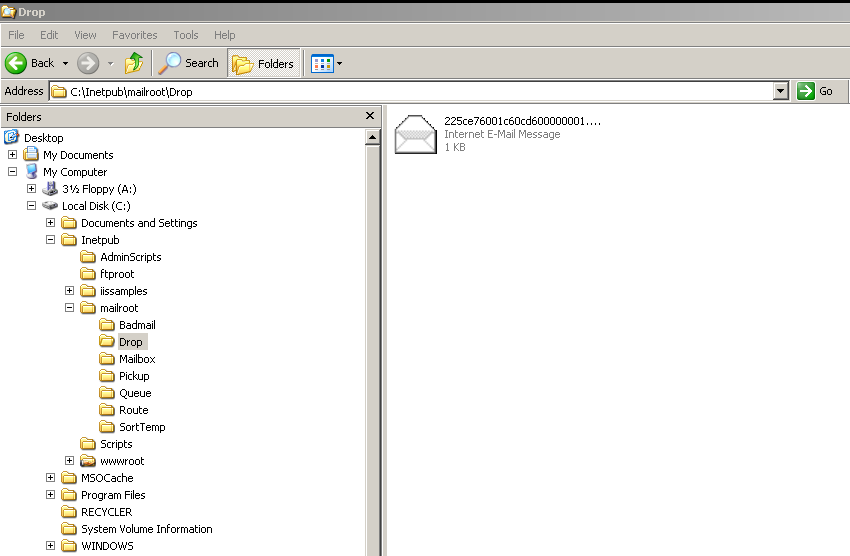 Drop
File Edit View Favorites Tools Help
Back Search Folders
Address C:\Inetpub\mailroot\Drop Go
Folders
Desktop
My Documents
My Computer
3½ Floppy (A:)
Local Disk (C:)
Documents and Settings
Inetpub
AdminScripts
ftproot
iissamples
mailroot
Badmail
Drop
Mailbox
Pickup
Queue
Route
SortTemp
Scripts
wwwroot
MSOCache
Program Files
RECYCLER
System Volume Information
WINDOWS
225ce76001c60cd600000001....
Internet E-Mail Message
1 KB